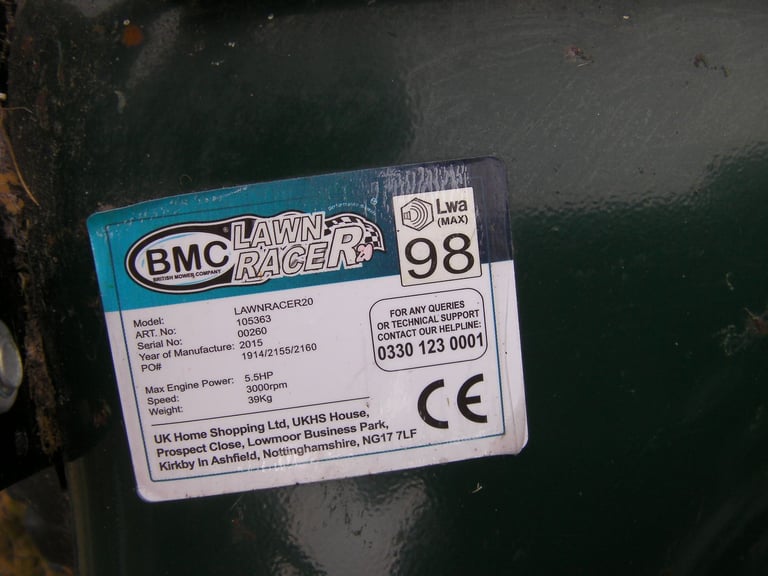 BMC®
BRITISH MOWER COMPANY
LAWN
RACER
20
Lwa
(MAX)
98
Model: LAWNRACER20
ART. No: 105363
Serial No: 00260
Year of Manufacture: 2015
PO# 1914/2155/2160
Max Engine Power: 5.5HP
Speed: 3000rpm
Weight: 39Kg
FOR ANY QUERIES
OR TECHNICAL SUPPORT
CONTACT OUR HELPLINE:
0330 123 0001
CE
UK Home Shopping Ltd, UKHS House,
Prospect Close, Lowmoor Business Park,
Kirkby In Ashfield, Nottinghamshire, NG17 7LF